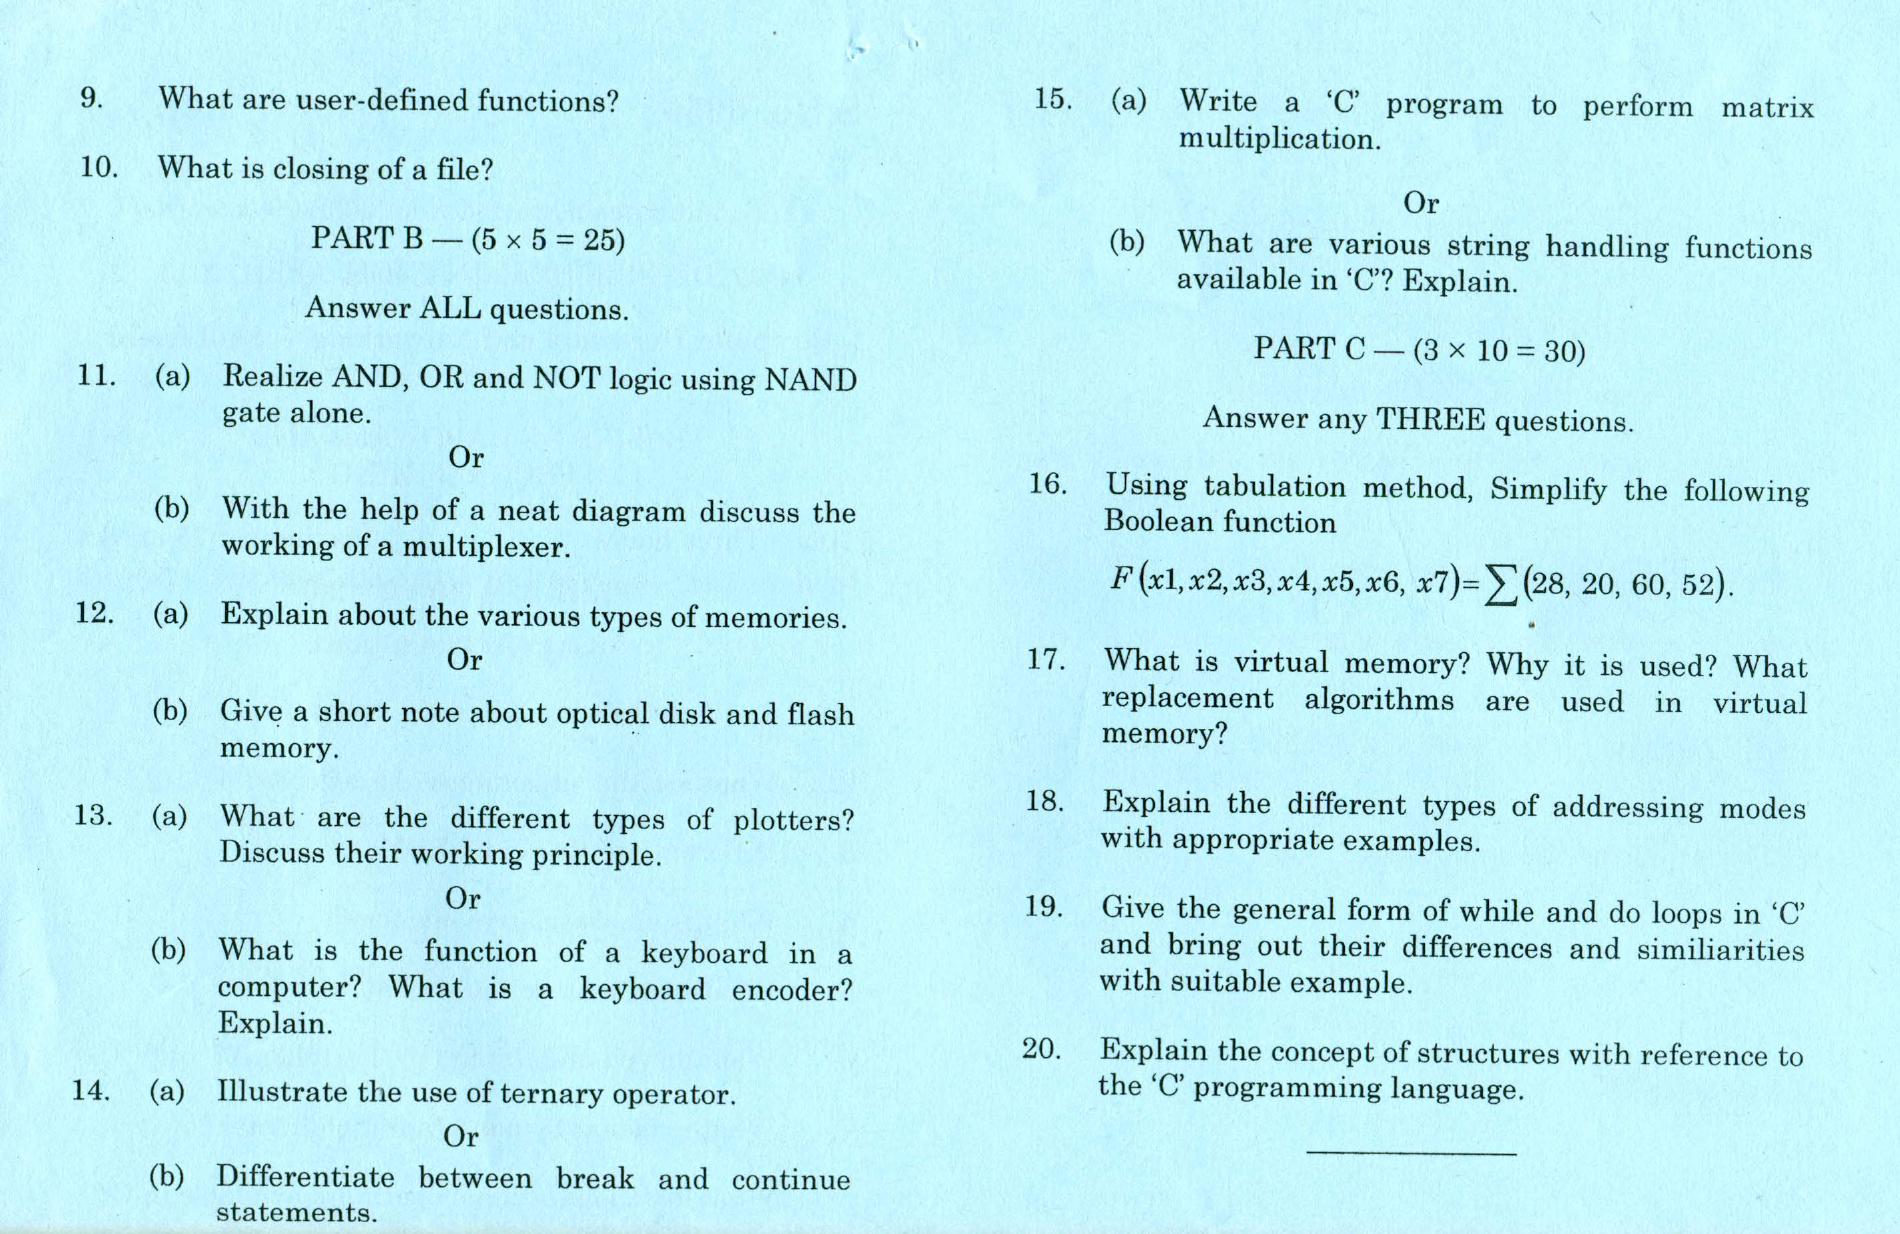 9. What are user-defined functions?
10. What is closing of a file?
PART B — (5 × 5 = 25)
Answer ALL questions.
11. (a) Realize AND, OR and NOT logic using NAND
gate alone.
Or
(b) With the help of a neat diagram discuss the
working of a multiplexer.
12. (a) Explain about the various types of memories.
Or
(b) Give a short note about optical disk and flash
memory.
13. (a) What are the different types of plotters?
Discuss their working principle.
Or
(b) What is the function of a keyboard in a
computer? What is a keyboard encoder?
Explain.
14. (a) Illustrate the use of ternary operator.
Or
(b) Differentiate between break and continue
statements.
15. (a) Write a ‘C’ program to perform matrix
multiplication.
Or
(b) What are various string handling functions
available in ‘C’? Explain.
PART C — (3 × 10 = 30)
Answer any THREE questions.
16. Using tabulation method, Simplify the following
Boolean function
F(x1, x2, x3, x4, x5, x6, x7)= ∑(28, 20, 60, 52).
17. What is virtual memory? Why it is used? What
replacement algorithms are used in virtual
memory?
18. Explain the different types of addressing modes
with appropriate examples.
19. Give the general form of while and do loops in ‘C’
and bring out their differences and similiarities
with suitable example.
20. Explain the concept of structures with reference to
the ‘C’ programming language.